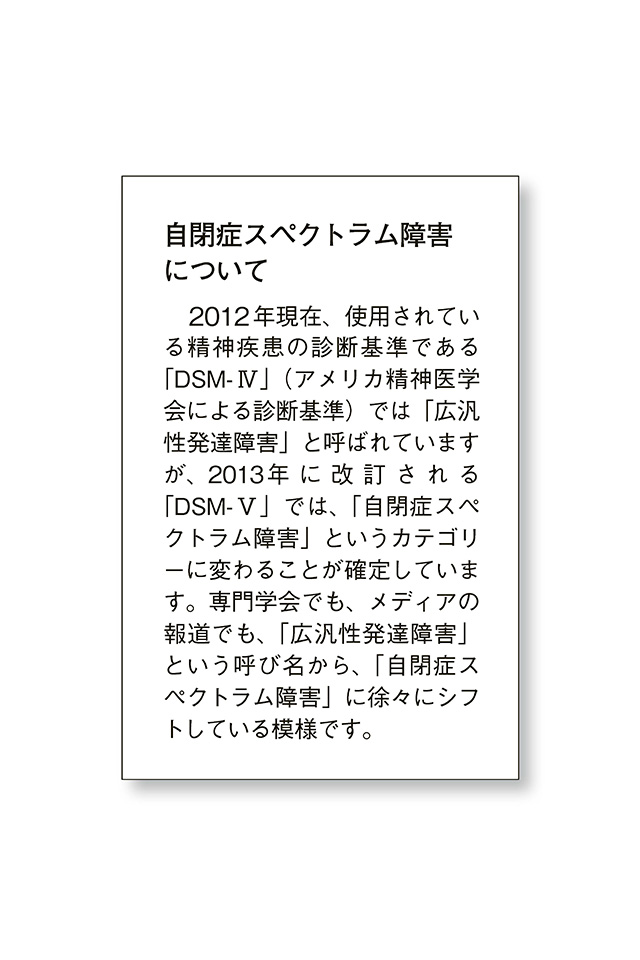 自閉症スペクトラム障害
について
　2012年現在、使用されてい
る精神疾患の診断基準である
「DSM-Ⅳ」（アメリカ精神医学
会による診断基準）では「広汎
性発達障害」と呼ばれています
が、2013年に改訂される
「DSM-Ⅴ」では、「自閉症スペ
クトラム障害」というカテゴリ
ーに変わることが確定していま
す。専門学会でも、メディアの
報道でも、「広汎性発達障害」
という呼び名から、「自閉症ス
ペクトラム障害」に徐々にシフ
トしている模様です。